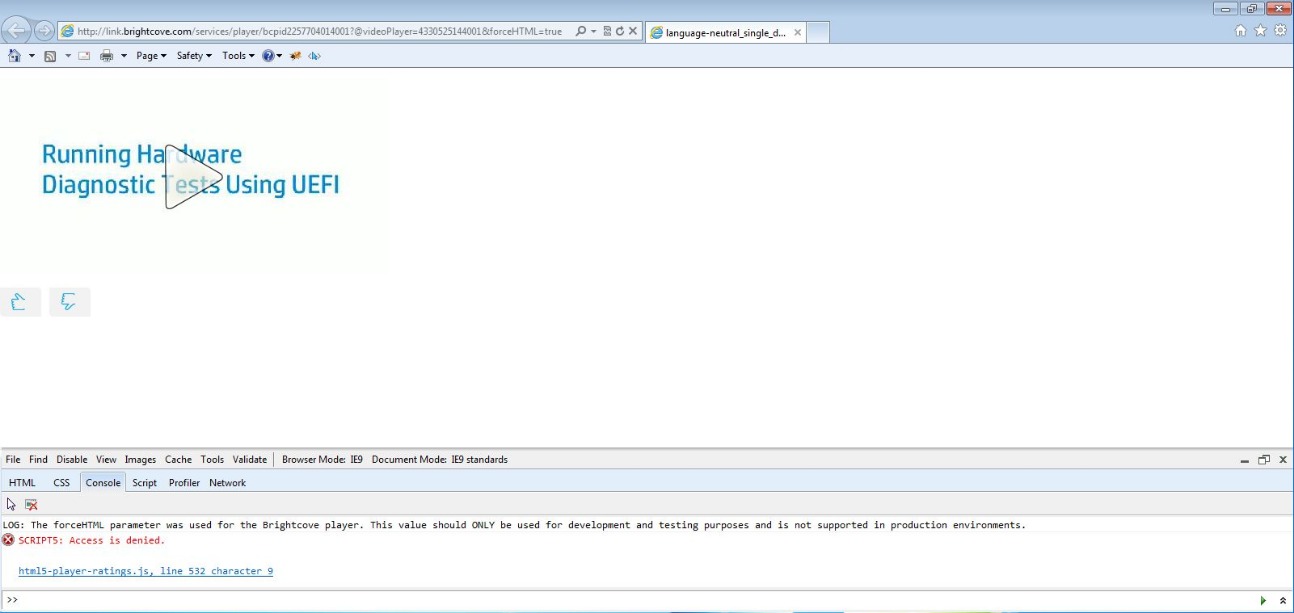 http://link.brightcove.com/services/player/bcpid2257704014001?@videoPlayer=4330525144001&forceHTML=true
language-neutral_single_d...
Page Safety Tools
Running Hardware
Diagnostic Tests Using UEFI
File Find Disable View Images Cache Tools Validate Browser Mode: IE9 Document Mode: IE9 standards
HTML CSS Console Script Profiler Network
LOG: The forceHTML parameter was used for the Brightcove player. This value should ONLY be used for development and testing purposes and is not supported in production environments.
SCRIPT5: Access is denied.
html5-player-ratings.js, line 532 character 9
>>